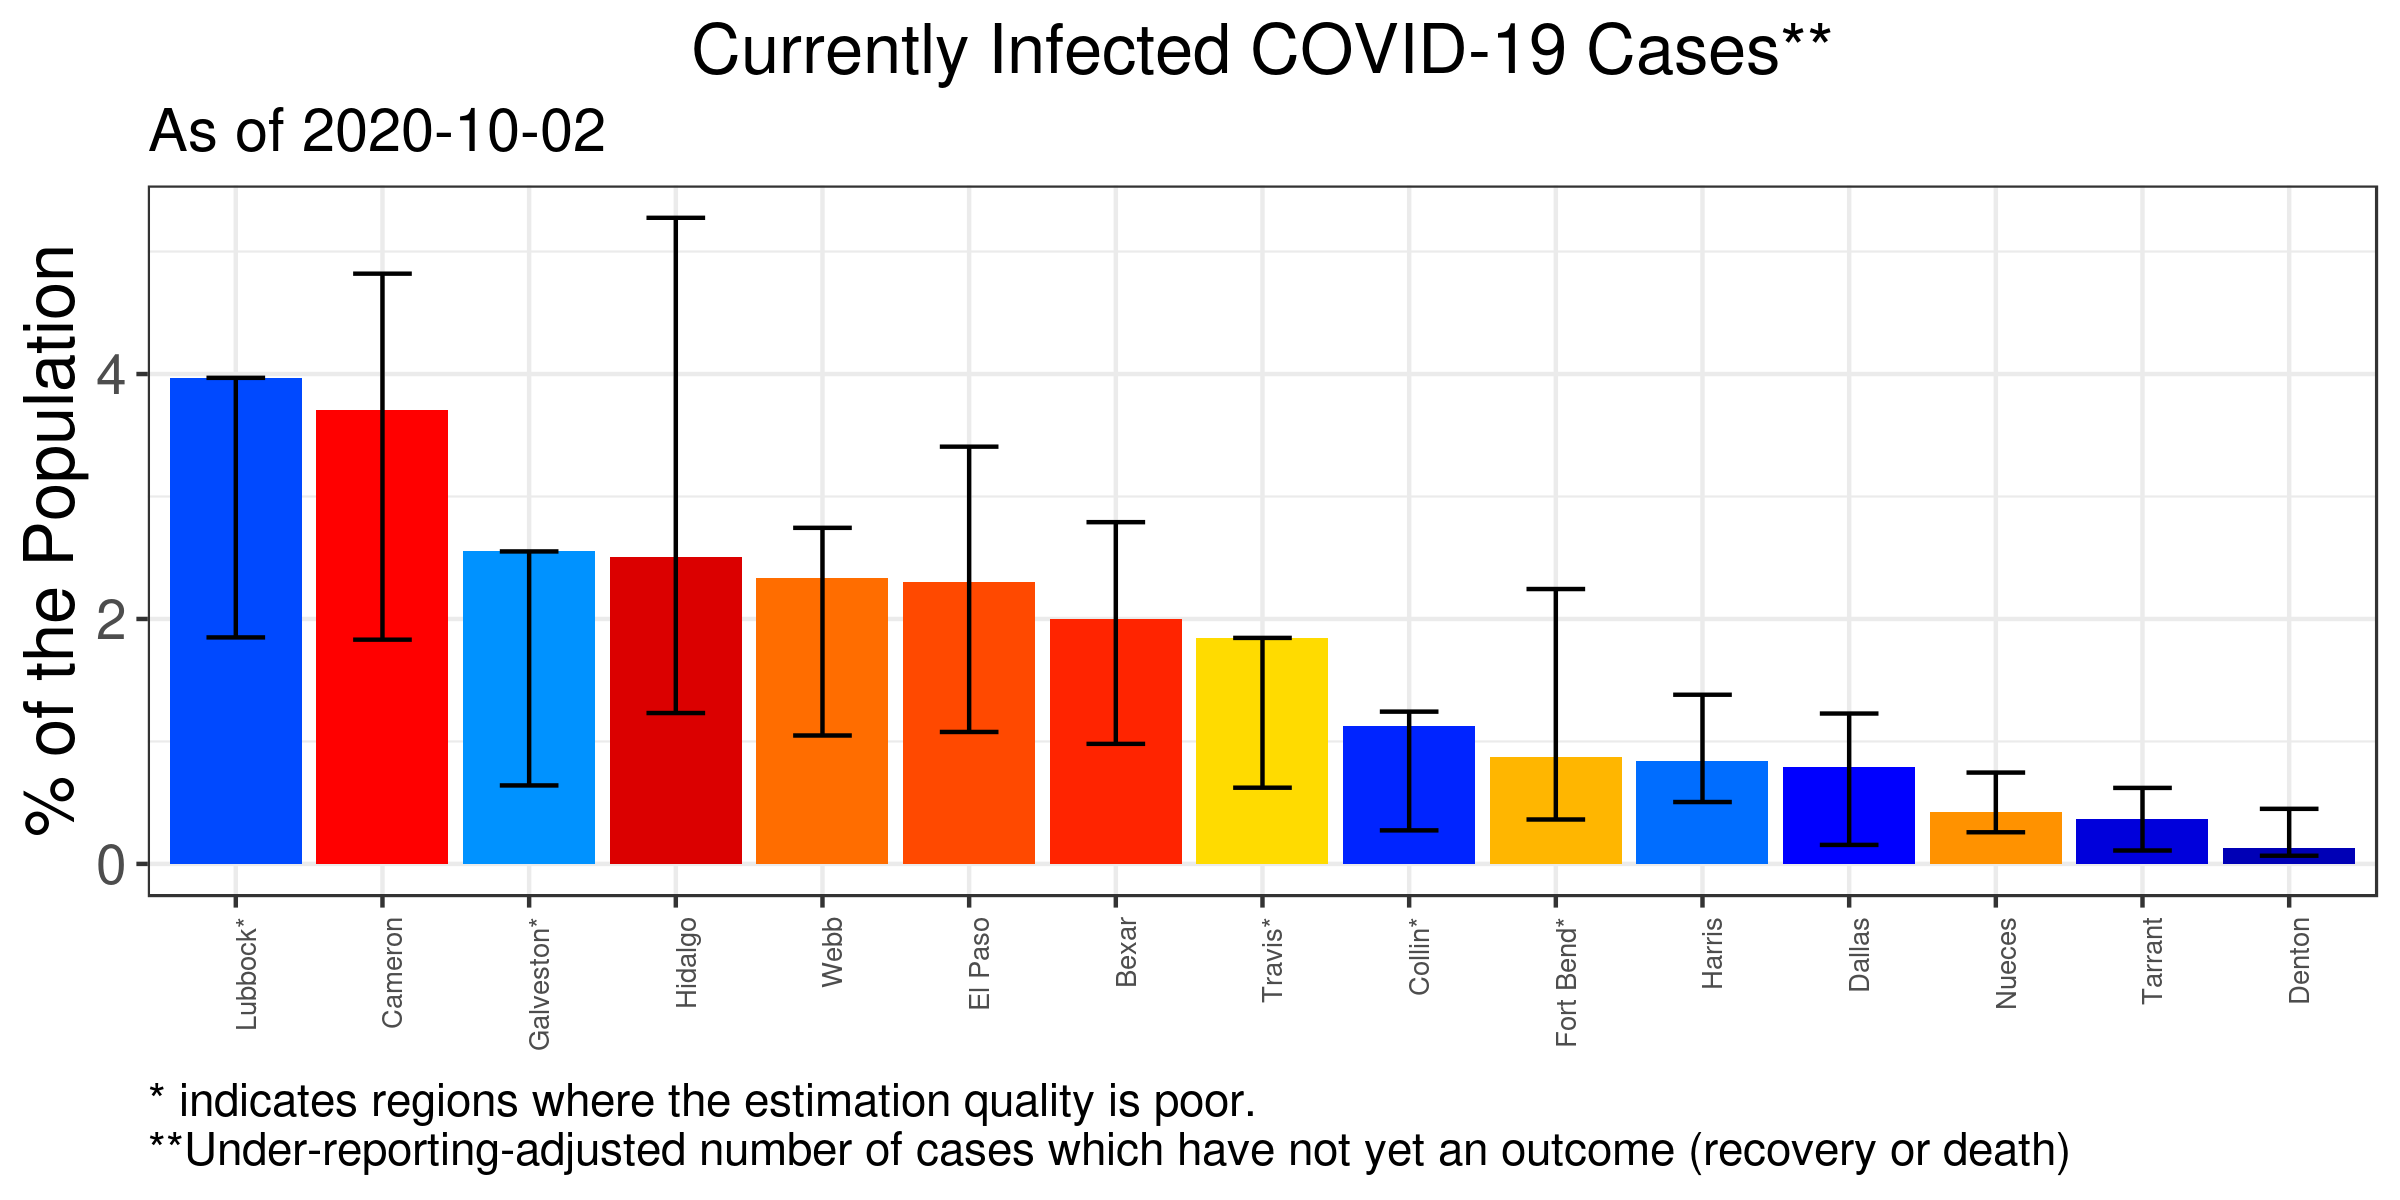 Currently Infected COVID-19 Cases**
As of 2020-10-02
% of the Population
4
2
0
Lubbock*
Cameron
Galveston*
Hidalgo
Webb
El Paso
Bexar
Travis*
Collin*
Fort Bend*
Harris
Dallas
Nueces
Tarrant
Denton
* indicates regions where the estimation quality is poor.
**Under-reporting-adjusted number of cases which have not yet an outcome (recovery or death)